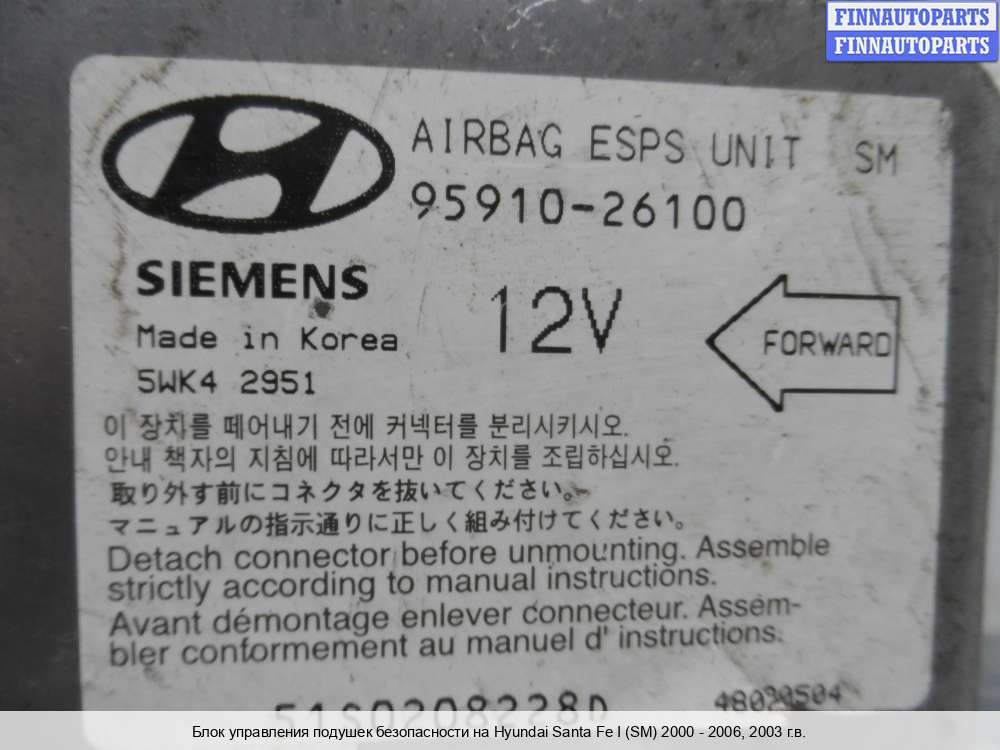 FINNAUTOPARTS
FINNAUTOPARTS
AIRBAG ESPS UNIT SM
95910-26100
SIEMENS
12V
Made in Korea
FORWARD
5WK4 2951
이 장치를 떼어내기 전에 커넥터를 분리시키시오.
안내 책자의 지침에 따라서만 이 장치를 조립하십시오.
取り外す前にコネクタを抜いてください。
マニュアルの指示通りに正しく組み付けてください。
Detach connector before unmounting. Assemble
strictly according to manual instructions.
Avant démontage enlever connecteur. Assem-
bler conformement au manuel d' instructions.
51S0208228D 48020504
Блок управления подушек безопасности на Hyundai Santa Fe I (SM) 2000 - 2006, 2003 г.в.